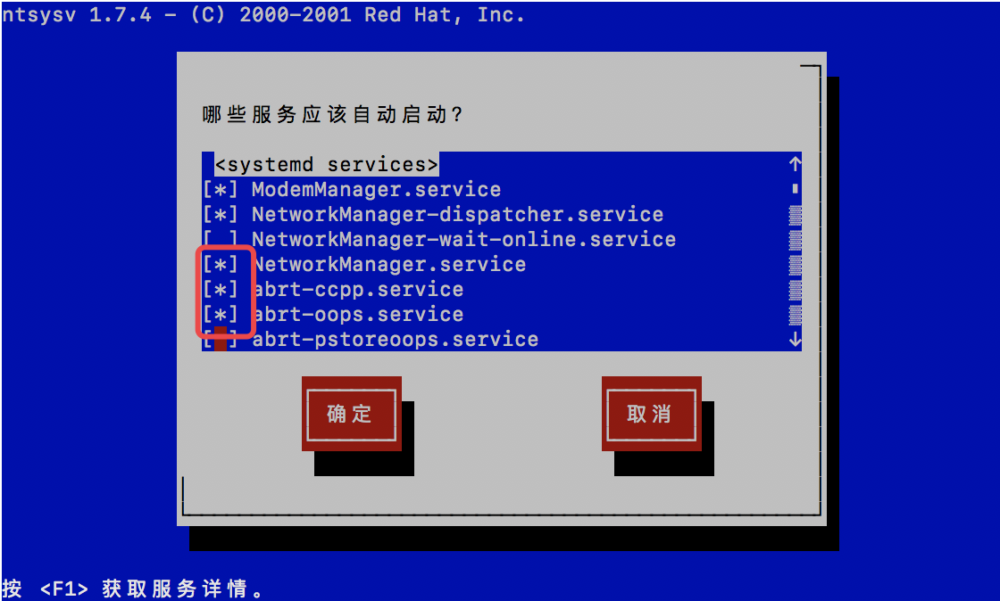 ntsysv 1.7.4 - (C) 2000-2001 Red Hat, Inc.
哪些服务应该自动启动?
<systemd services>
[*] ModemManager.service
[*] NetworkManager-dispatcher.service
[ ] NetworkManager-wait-online.service
[*] NetworkManager.service
[*] abrt-ccpp.service
[*] abrt-oops.service
[ ] abrt-pstoreoops.service
确定 取消
按 <F1> 获取服务详情。